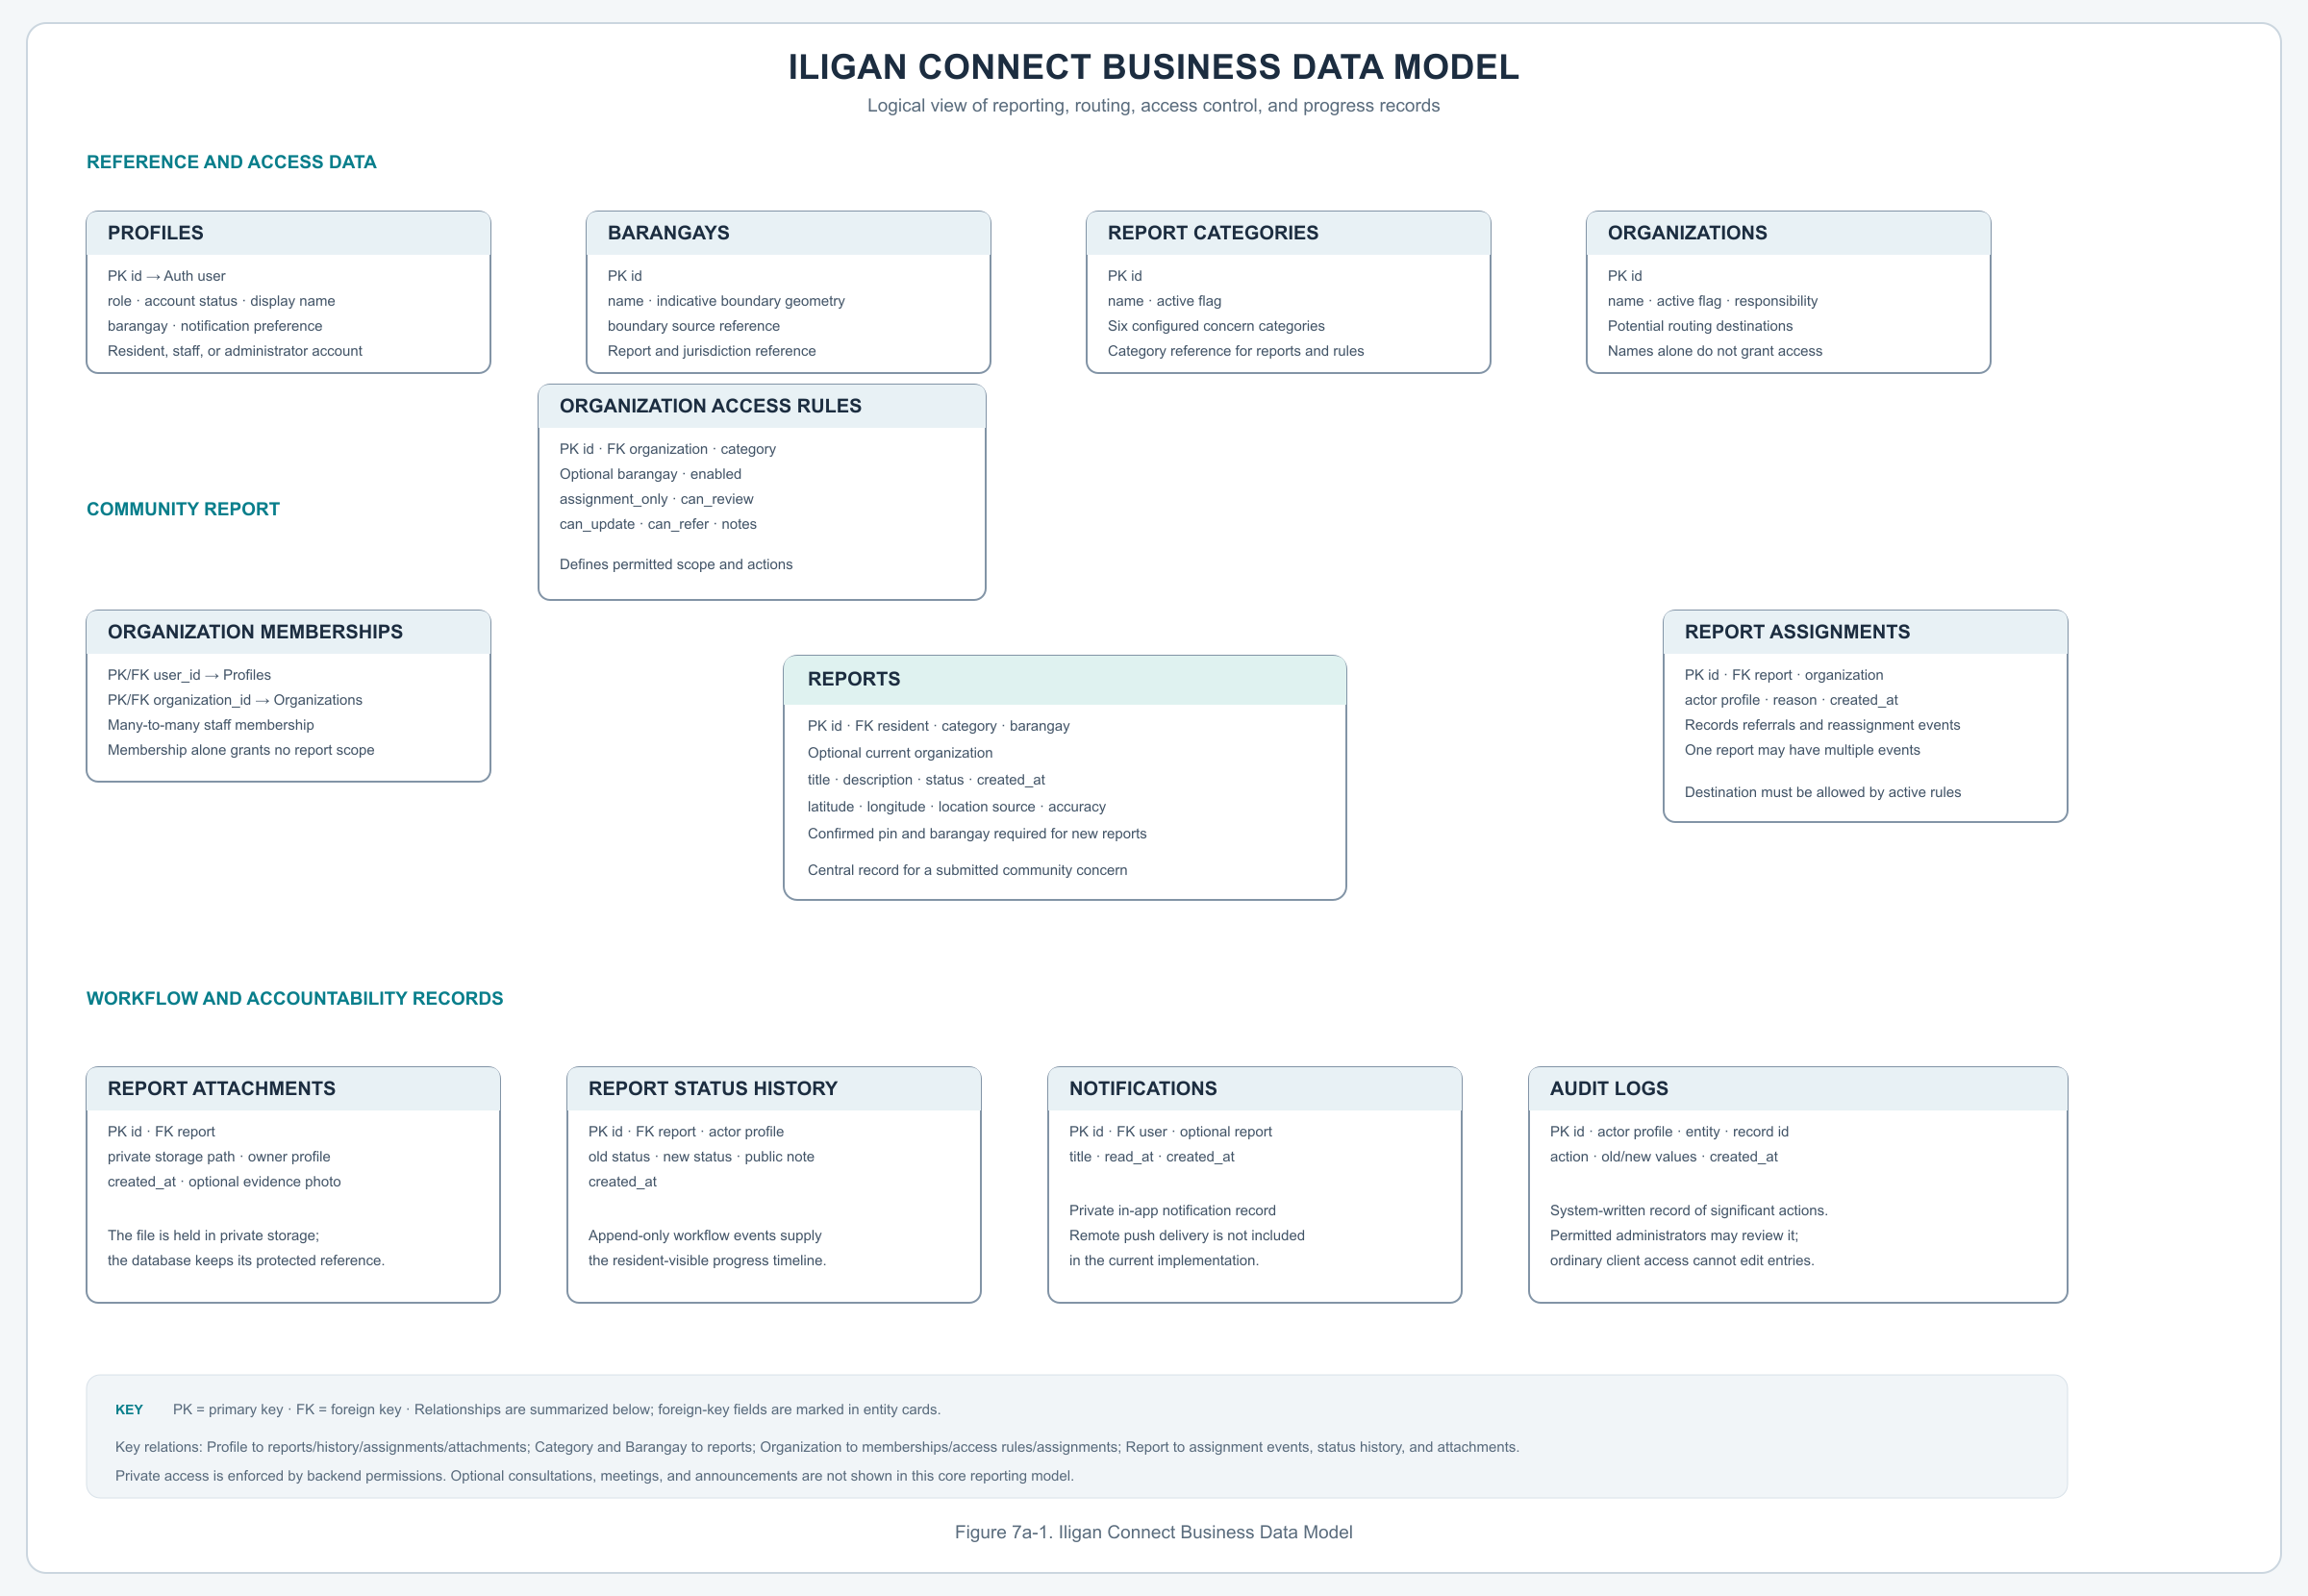 ILIGAN CONNECT BUSINESS DATA MODEL
Logical view of reporting, routing, access control, and progress records
REFERENCE AND ACCESS DATA
PROFILES
PK id → Auth user
role · account status · display name
barangay · notification preference
Resident, staff, or administrator account
BARANGAYS
PK id
name · indicative boundary geometry
boundary source reference
Report and jurisdiction reference
REPORT CATEGORIES
PK id
name · active flag
Six configured concern categories
Category reference for reports and rules
ORGANIZATIONS
PK id
name · active flag · responsibility
Potential routing destinations
Names alone do not grant access
ORGANIZATION ACCESS RULES
PK id · FK organization · category
Optional barangay · enabled
assignment_only · can_review
can_update · can_refer · notes
Defines permitted scope and actions
COMMUNITY REPORT
ORGANIZATION MEMBERSHIPS
PK/FK user_id → Profiles
PK/FK organization_id → Organizations
Many-to-many staff membership
Membership alone grants no report scope
REPORTS
PK id · FK resident · category · barangay
Optional current organization
title · description · status · created_at
latitude · longitude · location source · accuracy
Confirmed pin and barangay required for new reports
Central record for a submitted community concern
REPORT ASSIGNMENTS
PK id · FK report · organization
actor profile · reason · created_at
Records referrals and reassignment events
One report may have multiple events
Destination must be allowed by active rules
WORKFLOW AND ACCOUNTABILITY RECORDS
REPORT ATTACHMENTS
PK id · FK report
private storage path · owner profile
created_at · optional evidence photo
The file is held in private storage;
the database keeps its protected reference.
REPORT STATUS HISTORY
PK id · FK report · actor profile
old status · new status · public note
created_at
Append-only workflow events supply
the resident-visible progress timeline.
NOTIFICATIONS
PK id · FK user · optional report
title · read_at · created_at
Private in-app notification record
Remote push delivery is not included
in the current implementation.
AUDIT LOGS
PK id · actor profile · entity · record id
action · old/new values · created_at
System-written record of significant actions.
Permitted administrators may review it;
ordinary client access cannot edit entries.
KEY PK = primary key · FK = foreign key · Relationships are summarized below; foreign-key fields are marked in entity cards.
Key relations: Profile to reports/history/assignments/attachments; Category and Barangay to reports; Organization to memberships/access rules/assignments; Report to assignment events, status history, and attachments.
Private access is enforced by backend permissions. Optional consultations, meetings, and announcements are not shown in this core reporting model.
Figure 7a-1. Iligan Connect Business Data Model